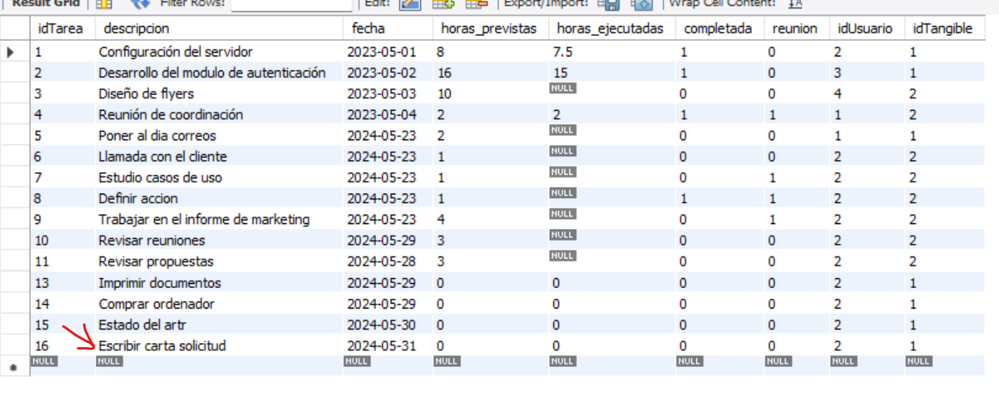 Result Grid Filter Rows: Edit: Export/Import: Wrap Cell Content: IA
idTarea descripcion fecha horas_previstas horas_ejecutadas completada reunion idUsuario idTangible
1 Configuración del servidor 2023-05-01 8 7.5 1 0 2 1
2 Desarrollo del modulo de autenticación 2023-05-02 16 15 1 0 3 1
3 Diseño de flyers 2023-05-03 10 NULL 0 0 4 2
4 Reunión de coordinación 2023-05-04 2 2 1 1 1 2
5 Poner al dia correos 2024-05-23 2 NULL 0 0 1 1
6 Llamada con el cliente 2024-05-23 1 NULL 0 0 2 2
7 Estudio casos de uso 2024-05-23 1 NULL 0 1 2 2
8 Definir accion 2024-05-23 1 NULL 1 1 2 2
9 Trabajar en el informe de marketing 2024-05-23 4 NULL 0 1 2 2
10 Revisar reuniones 2024-05-29 3 NULL 0 0 2 2
11 Revisar propuestas 2024-05-28 3 NULL 0 0 2 2
13 Imprimir documentos 2024-05-29 0 0 0 0 2 1
14 Comprar ordenador 2024-05-29 0 0 0 0 2 1
15 Estado del artr 2024-05-30 0 0 0 0 2 1
16 Escribir carta solicitud 2024-05-31 0 0 0 0 2 1
NULL NULL NULL NULL NULL NULL NULL NULL NULL